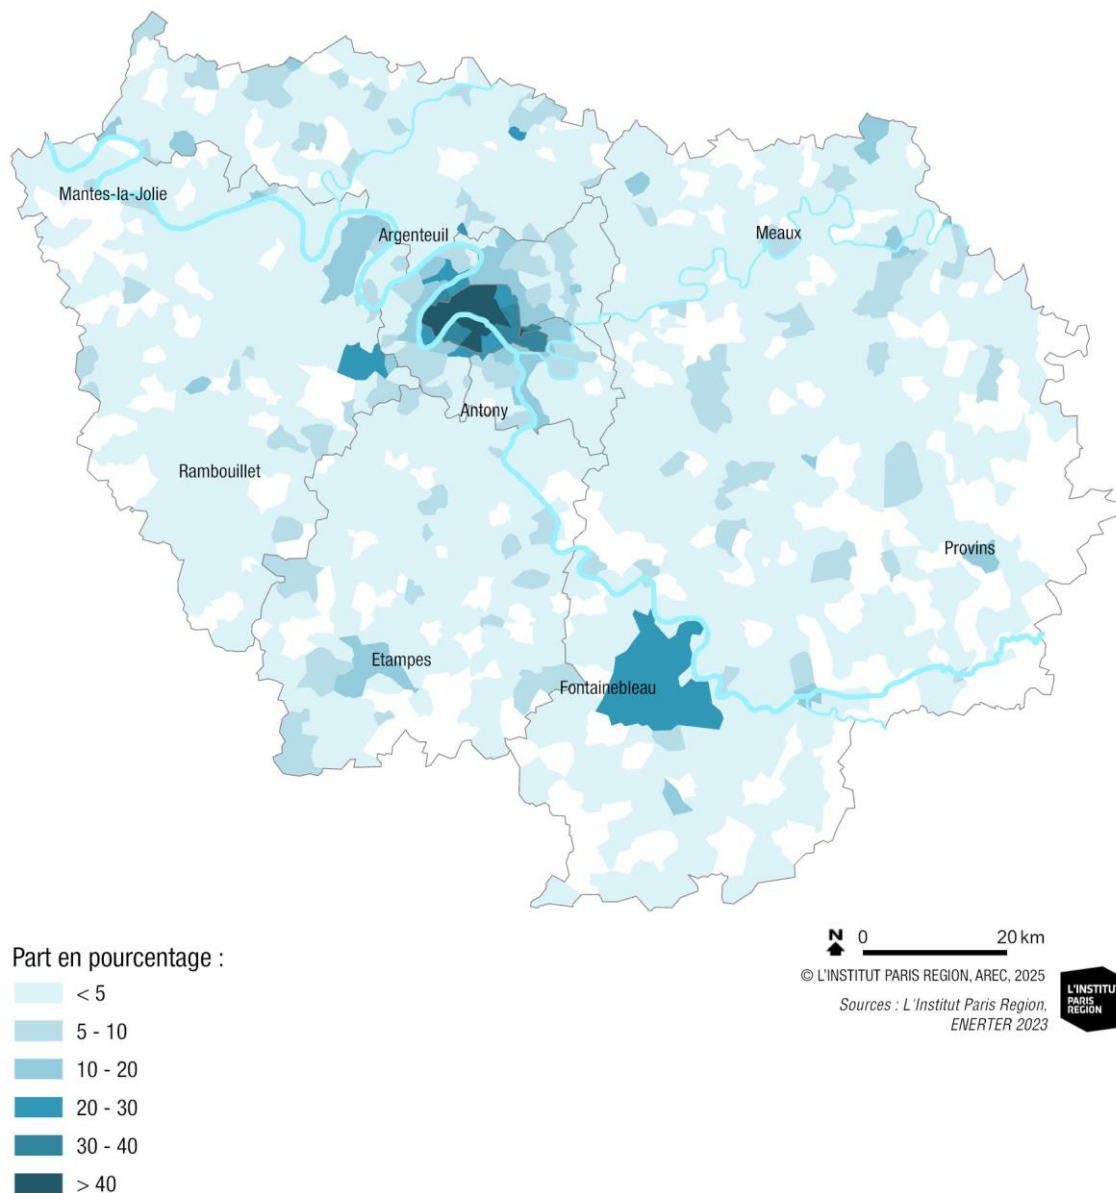 Mantes-la-Jolie
Argenteuil
Meaux
Antony
Rambouillet
Provins
Etampes
Fontainebleau
Part en pourcentage :
< 5
5 - 10
10 - 20
20 - 30
30 - 40
> 40
N 0 20 km
© L'INSTITUT PARIS REGION, AREC, 2025
Sources : L'Institut Paris Region,
ENERTER 2023
L'INSTITUT
PARIS
REGION